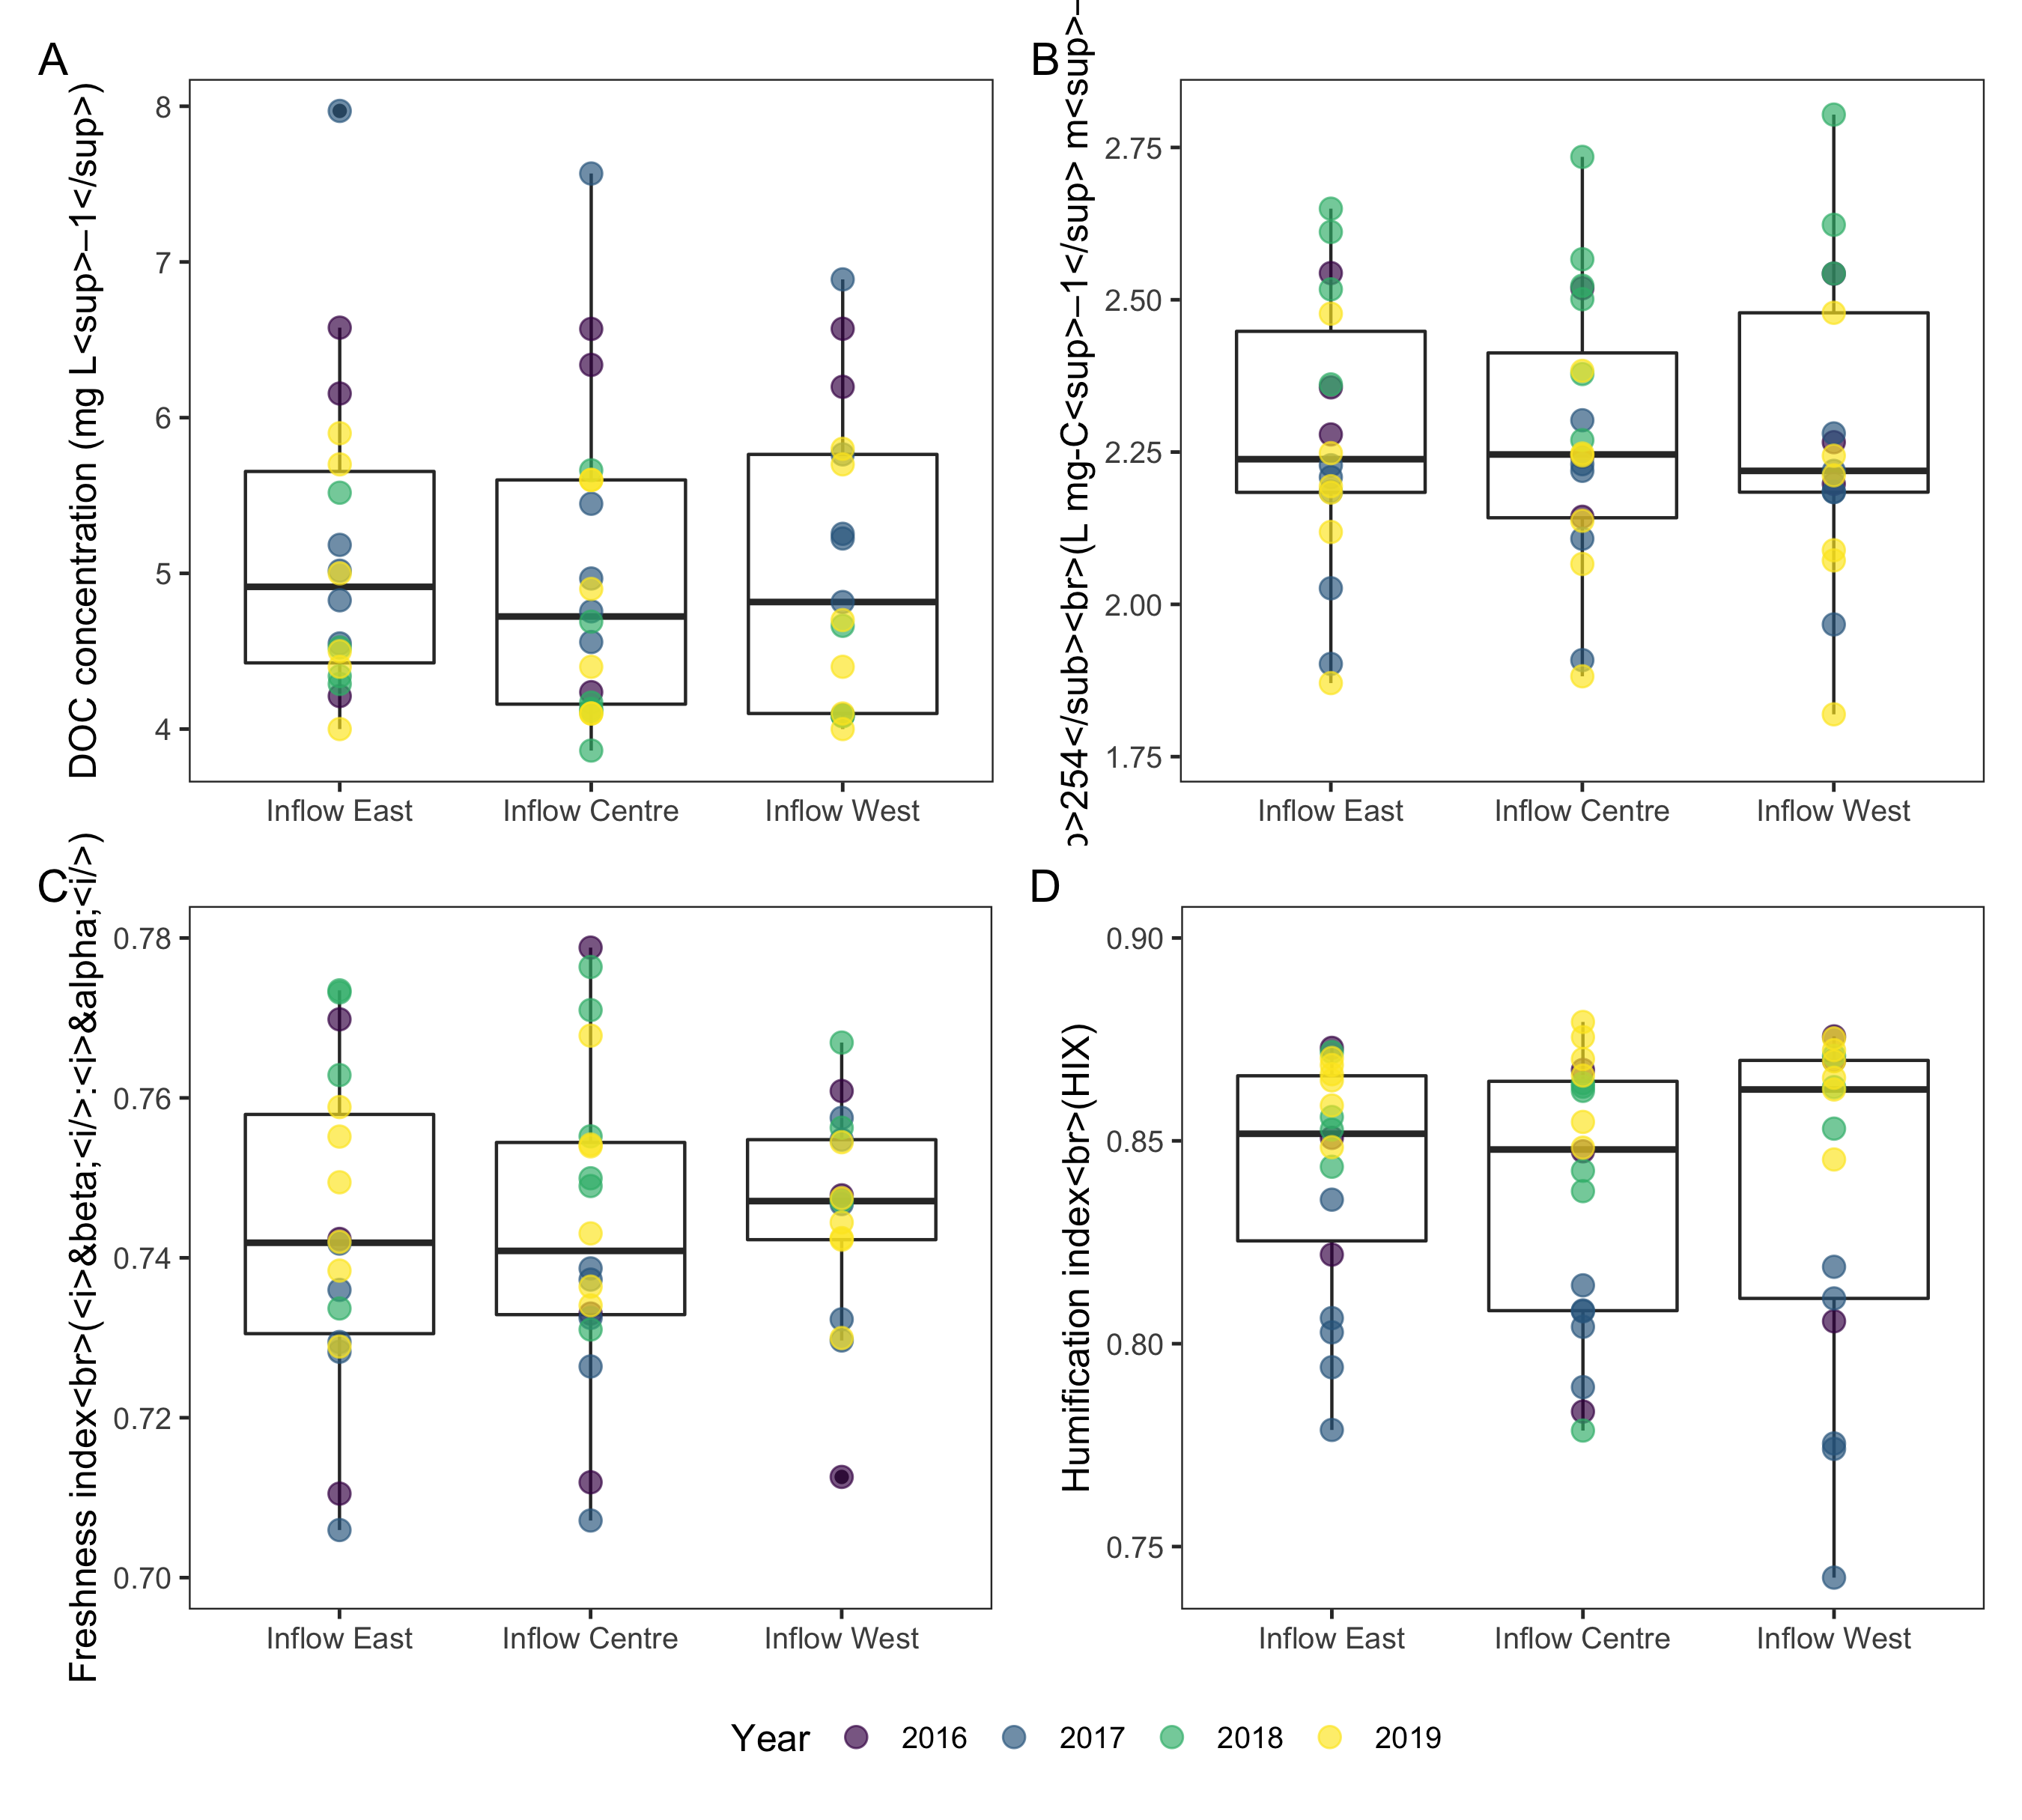 A
DOC concentration (mg L<sup>–1</sup>)
8
7
6
5
4
Inflow East Inflow Centre Inflow West
B
254</sub><br>(L mg-C<sup>–1</sup> m<sup>–
2.75
2.50
2.25
2.00
1.75
Inflow East Inflow Centre Inflow West
C
Freshness index<br>(<i>&beta;<i/>:<i>&alpha;<i/>)
0.78
0.76
0.74
0.72
0.70
Inflow East Inflow Centre Inflow West
D
Humification index<br>(HIX)
0.90
0.85
0.80
0.75
Inflow East Inflow Centre Inflow West
Year 2016 2017 2018 2019